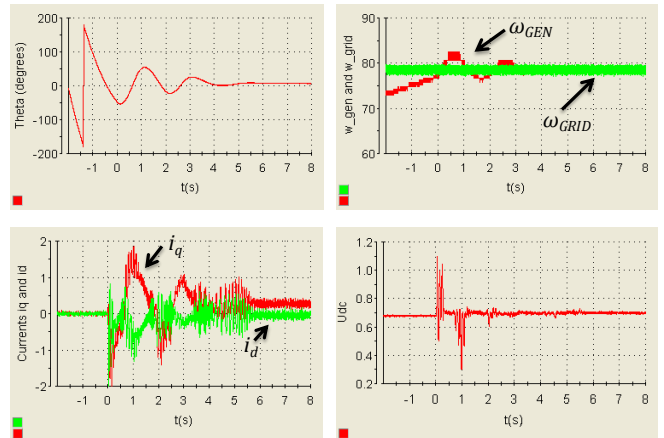 Theta (degrees)
200
100
0
-100
-200
-1 0 1 2 3 4 5 6 7 8
t(s)
w_gen and w_grid
90
80
70
60
ω_GEN
ω_GRID
-1 0 1 2 3 4 5 6 7 8
t(s)
Currents iq and id
2
1
0
-1
-2
i_q
i_d
-1 0 1 2 3 4 5 6 7 8
t(s)
Udc
1.2
1.0
0.8
0.6
0.4
0.2
-1 0 1 2 3 4 5 6 7 8
t(s)